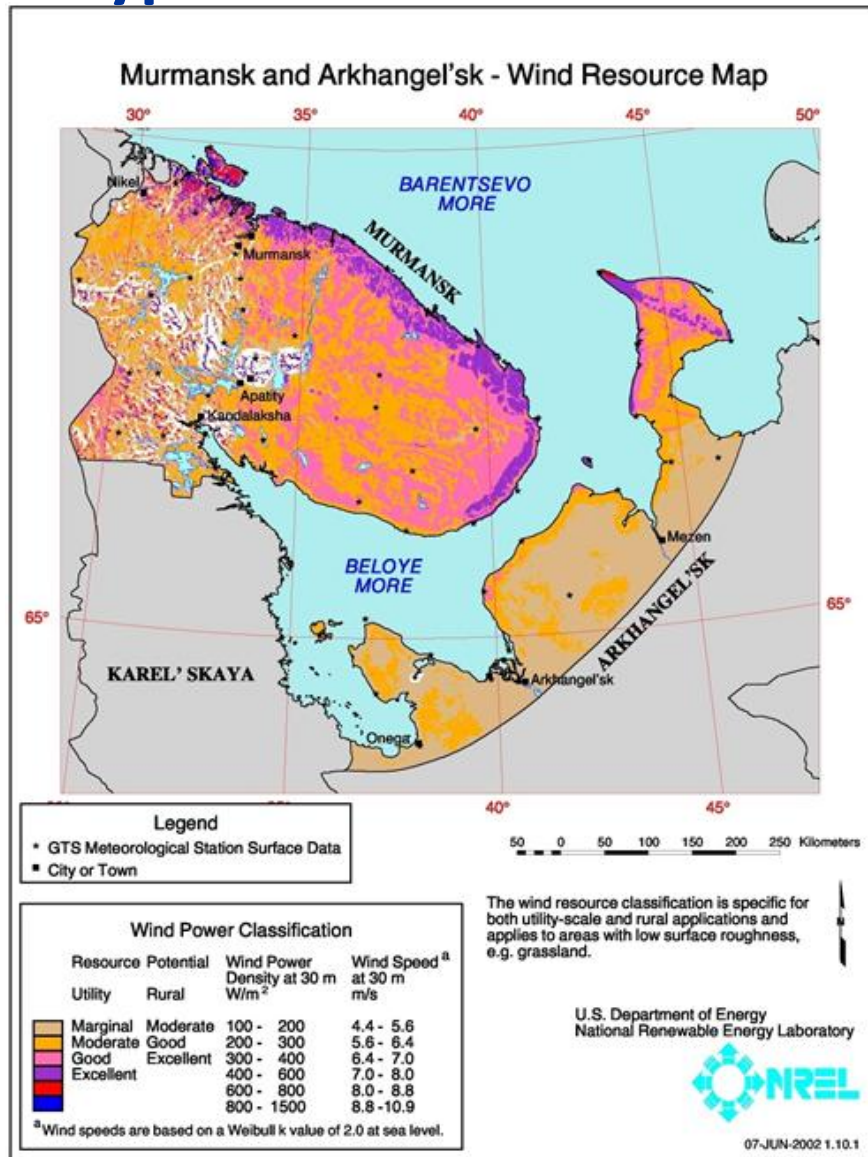 Murmansk and Arkhangel'sk - Wind Resource Map
30° 35° 40° 45° 50°
Nikel
BARENTSEVO
MORE
MURMANSK
Murmansk
Apatity
Kandalaksha
Mezen
BELOYE
MORE
65° 65°
ARKHANGEL'SK
KAREL' SKAYA
Arkhangel'sk
Onega
40° 45°
Legend
* GTS Meteorological Station Surface Data
■ City or Town
50 0 50 100 150 200 250 Kilometers
N
The wind resource classification is specific for
both utility-scale and rural applications and
applies to areas with low surface roughness,
e.g. grassland.
Wind Power Classification
Resource Potential Wind Power Wind Speed a
Density at 30 m at 30 m
Utility Rural W/m2 m/s
Marginal Moderate 100 - 200 4.4 - 5.6
Moderate Good 200 - 300 5.6 - 6.4
Good Excellent 300 - 400 6.4 - 7.0
Excellent 400 - 600 7.0 - 8.0
600 - 800 8.0 - 8.8
800 - 1500 8.8 -10.9
a Wind speeds are based on a Weibull k value of 2.0 at sea level.
U.S. Department of Energy
National Renewable Energy Laboratory
NREL
07-JUN-2002 1.10.1